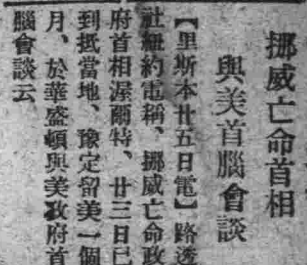 挪威亡命首相
與美首腦會談
【里斯本廿五日電】路透
社紐約電稱、挪威亡命政
府首相渥爾特、廿三日已
到抵當地、豫定留美一個
月、於華盛頓與美政府首
腦會談云